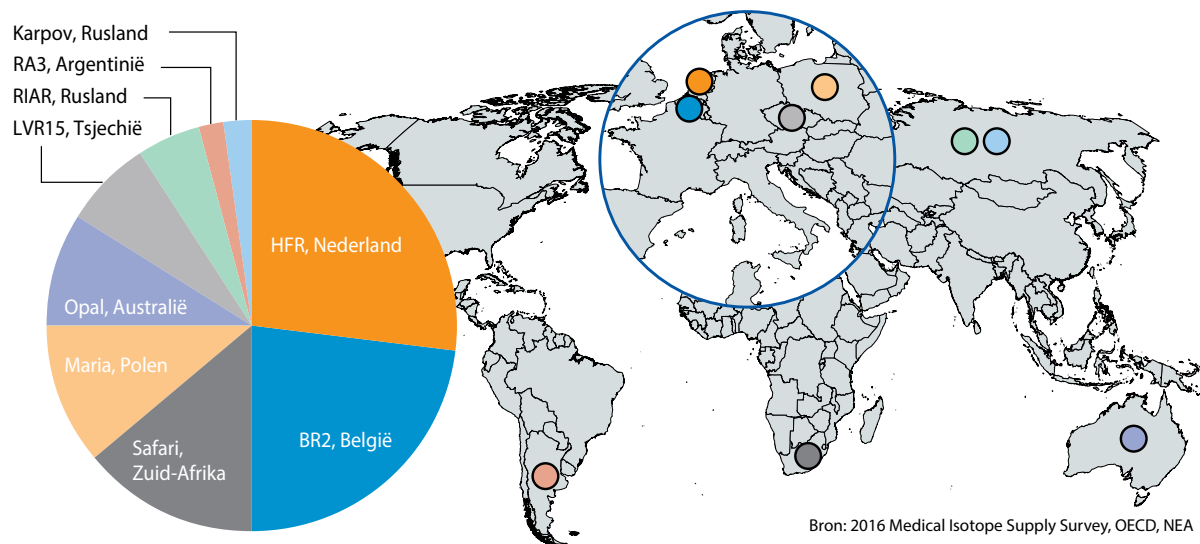 Karpov, Rusland
RA3, Argentinië
RIAR, Rusland
LVR15, Tsjechië
HFR, Nederland
Opal, Australië
Maria, Polen
BR2, België
Safari,
Zuid-Afrika
Bron: 2016 Medical Isotope Supply Survey, OECD, NEA